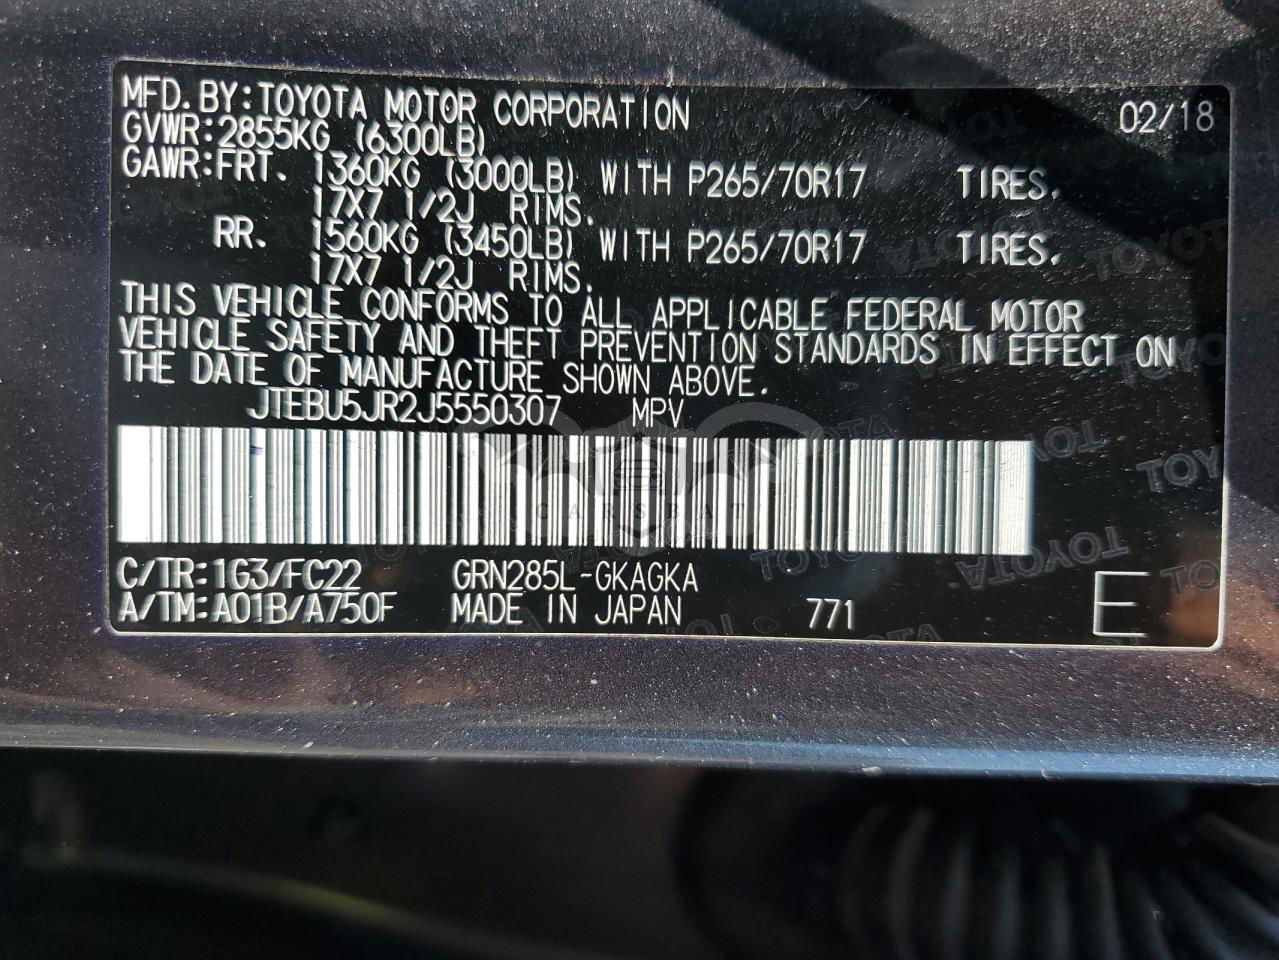 MFD. BY: TOYOTA MOTOR CORPORATION 02/18
GVWR: 2855KG (6300LB)
GAWR: FRT. 1360KG (3000LB) WITH P265/70R17 TIRES.
17X7 1/2J RIMS.
RR. 1560KG (3450LB) WITH P265/70R17 TIRES.
17X7 1/2J RIMS.
THIS VEHICLE CONFORMS TO ALL APPLICABLE FEDERAL MOTOR
VEHICLE SAFETY AND THEFT PREVENTION STANDARDS IN EFFECT ON
THE DATE OF MANUFACTURE SHOWN ABOVE.
JTEBU5JR2J5550307 MPV
C/TR: 1G3/FC22 GRN285L-GKAGKA
A/TM: A01B/A750F MADE IN JAPAN 771 E